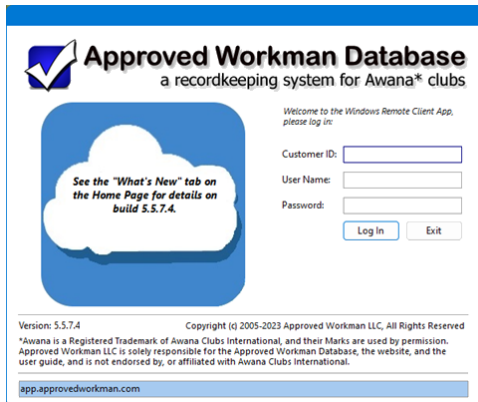 Approved Workman Database
a recordkeeping system for Awana* clubs
Welcome to the Windows Remote Client App,
please log in:
See the "What's New" tab on
the Home Page for details on
build 5.5.7.4.
Customer ID:
User Name:
Password:
Log In Exit
Version: 5.5.7.4 Copyright (c) 2005-2023 Approved Workman LLC, All Rights Reserved
*Awana is a Registered Trademark of Awana Clubs International, and their Marks are used by permission.
Approved Workman LLC is solely responsible for the Approved Workman Database, the website, and the
user guide, and is not endorsed by, or affiliated with Awana Clubs International.
app.approvedworkman.com